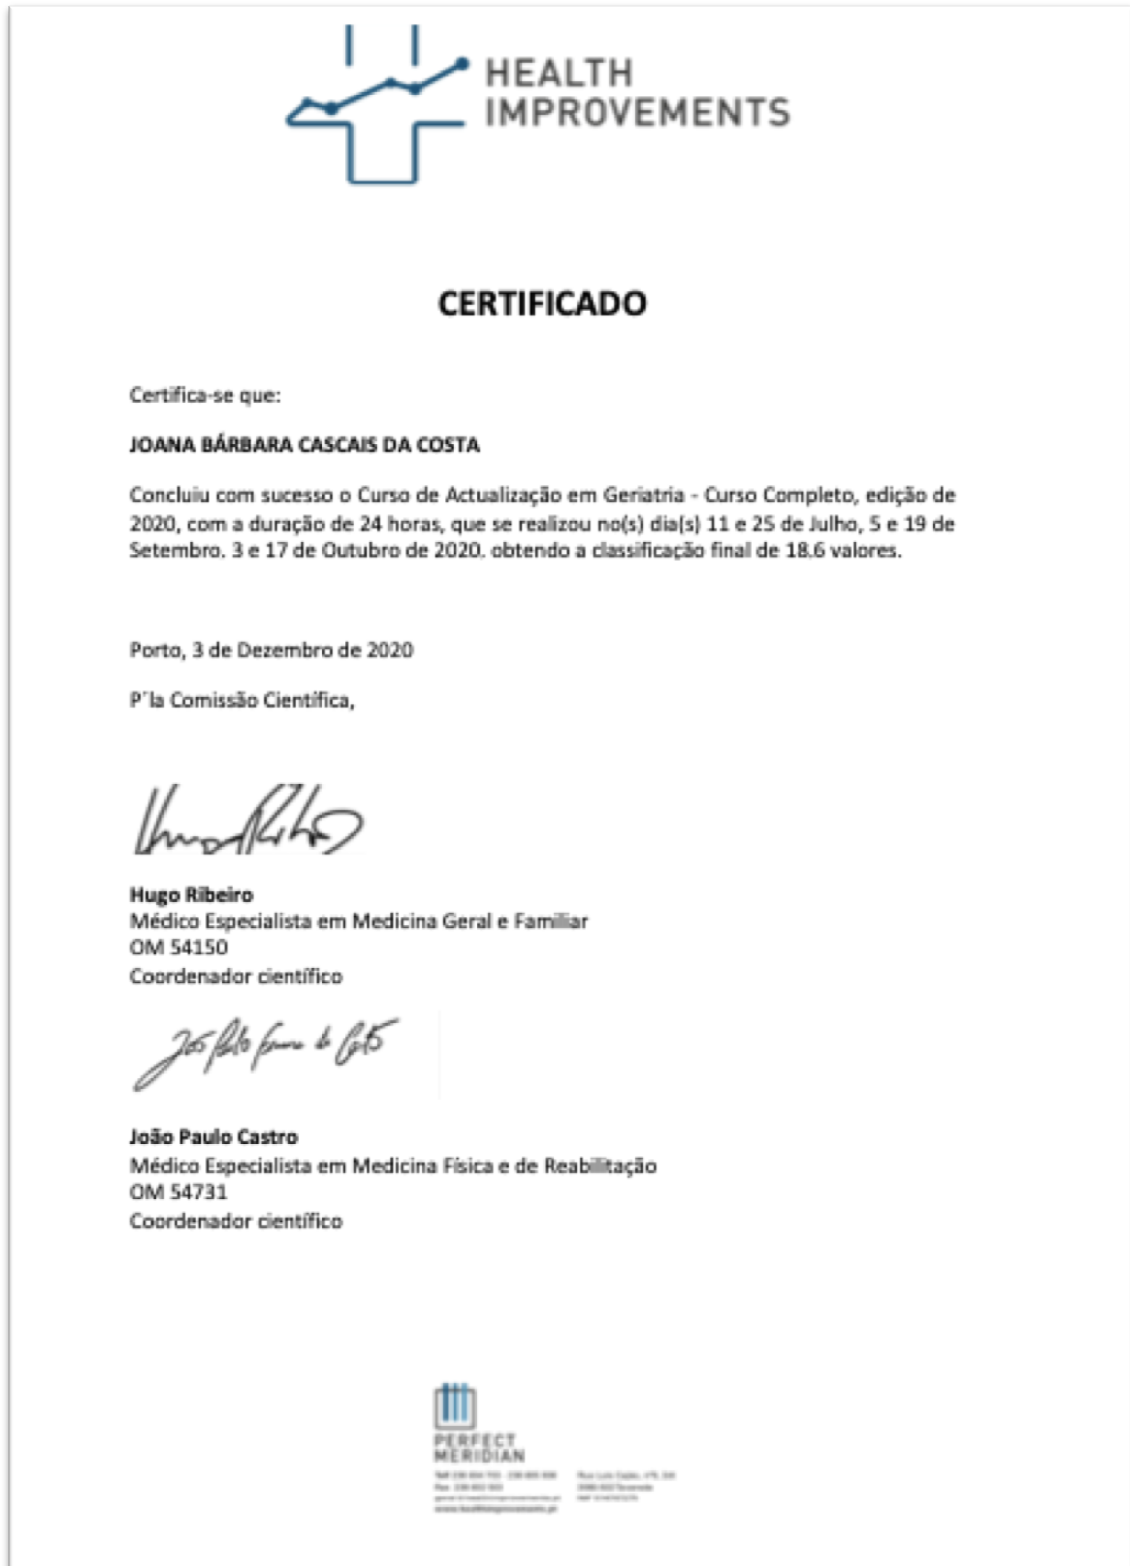 HEALTH
IMPROVEMENTS
CERTIFICADO
Certifica-se que:
JOANA BÁRBARA CASCAIS DA COSTA
Concluiu com sucesso o Curso de Actualização em Geriatria - Curso Completo, edição de
2020, com a duração de 24 horas, que se realizou no(s) dia(s) 11 e 25 de Julho, 5 e 19 de
Setembro. 3 e 17 de Outubro de 2020. obtendo a classificação final de 18.6 valores.
Porto, 3 de Dezembro de 2020
P´la Comissão Científica,
Hugo Ribeiro
Médico Especialista em Medicina Geral e Familiar
OM 54150
Coordenador científico
João Paulo Castro
Médico Especialista em Medicina Física e de Reabilitação
OM 54731
Coordenador científico
PERFECT
MERIDIAN
www.healthimprovements.pt